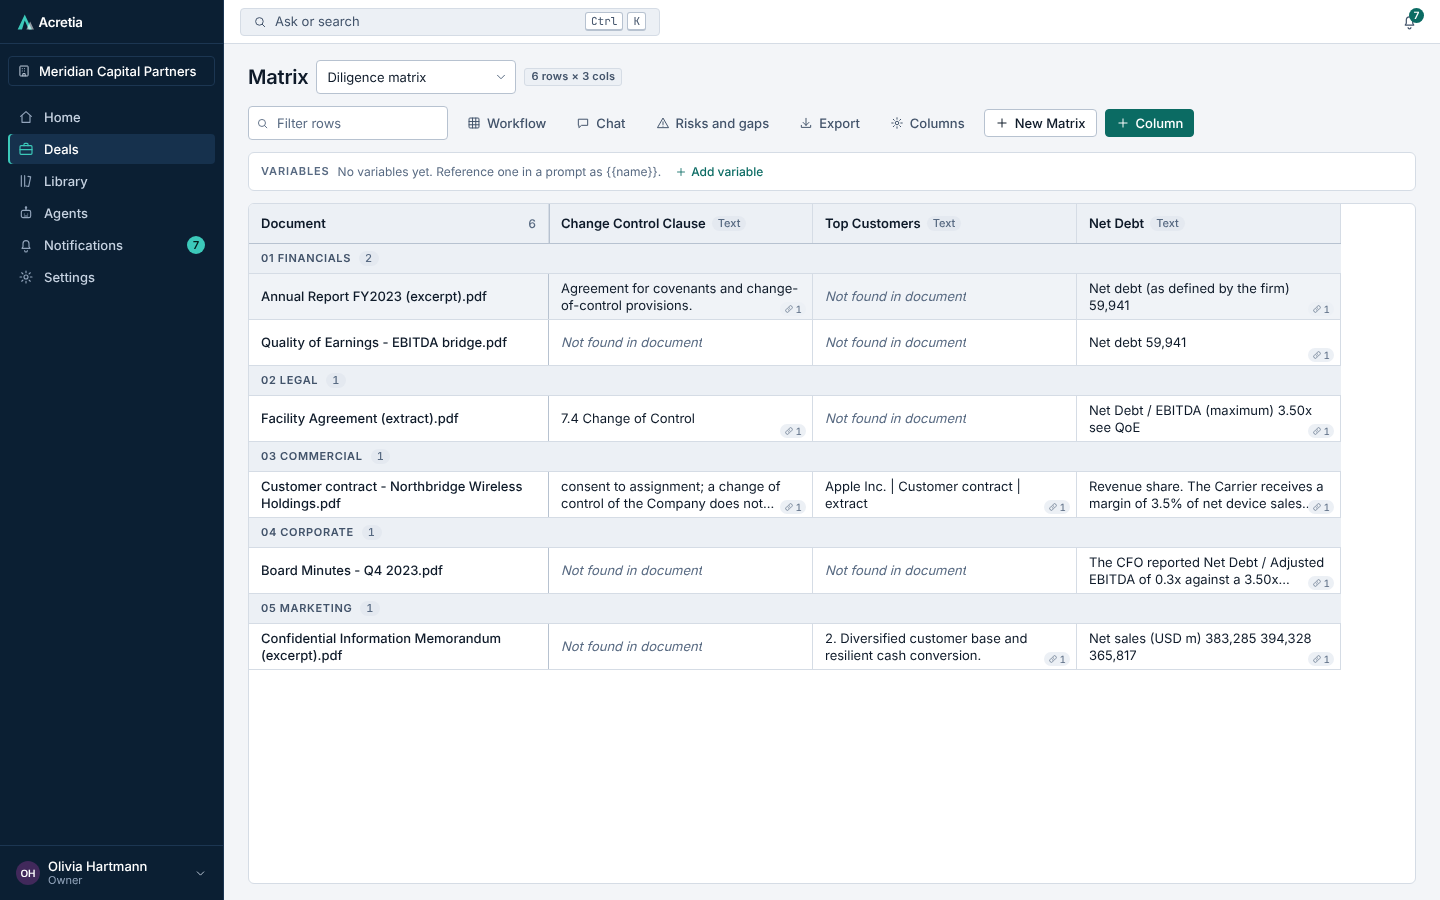 Acretia
Ask or search
Ctrl K
7
Meridian Capital Partners
Home
Deals
Library
Agents
Notifications 7
Settings
Olivia Hartmann
OH
Owner
Matrix
Diligence matrix
6 rows × 3 cols
Filter rows
Workflow
Chat
Risks and gaps
Export
Columns
+ New Matrix
+ Column
VARIABLES No variables yet. Reference one in a prompt as {{name}}. + Add variable
Document 6
Change Control Clause Text
Top Customers Text
Net Debt Text
01 FINANCIALS 2
Annual Report FY2023 (excerpt).pdf
Agreement for covenants and change-
of-control provisions.
1
Not found in document
Net debt (as defined by the firm)
59,941
1
Quality of Earnings - EBITDA bridge.pdf
Not found in document
Not found in document
Net debt 59,941
1
02 LEGAL 1
Facility Agreement (extract).pdf
7.4 Change of Control
1
Not found in document
Net Debt / EBITDA (maximum) 3.50x
see QoE
1
03 COMMERCIAL 1
Customer contract - Northbridge Wireless
Holdings.pdf
consent to assignment; a change of
control of the Company does not...
1
Apple Inc. | Customer contract |
extract
1
Revenue share. The Carrier receives a
margin of 3.5% of net device sales...
1
04 CORPORATE 1
Board Minutes - Q4 2023.pdf
Not found in document
Not found in document
The CFO reported Net Debt / Adjusted
EBITDA of 0.3x against a 3.50x...
1
05 MARKETING 1
Confidential Information Memorandum
(excerpt).pdf
Not found in document
2. Diversified customer base and
resilient cash conversion.
1
Net sales (USD m) 383,285 394,328
365,817
1